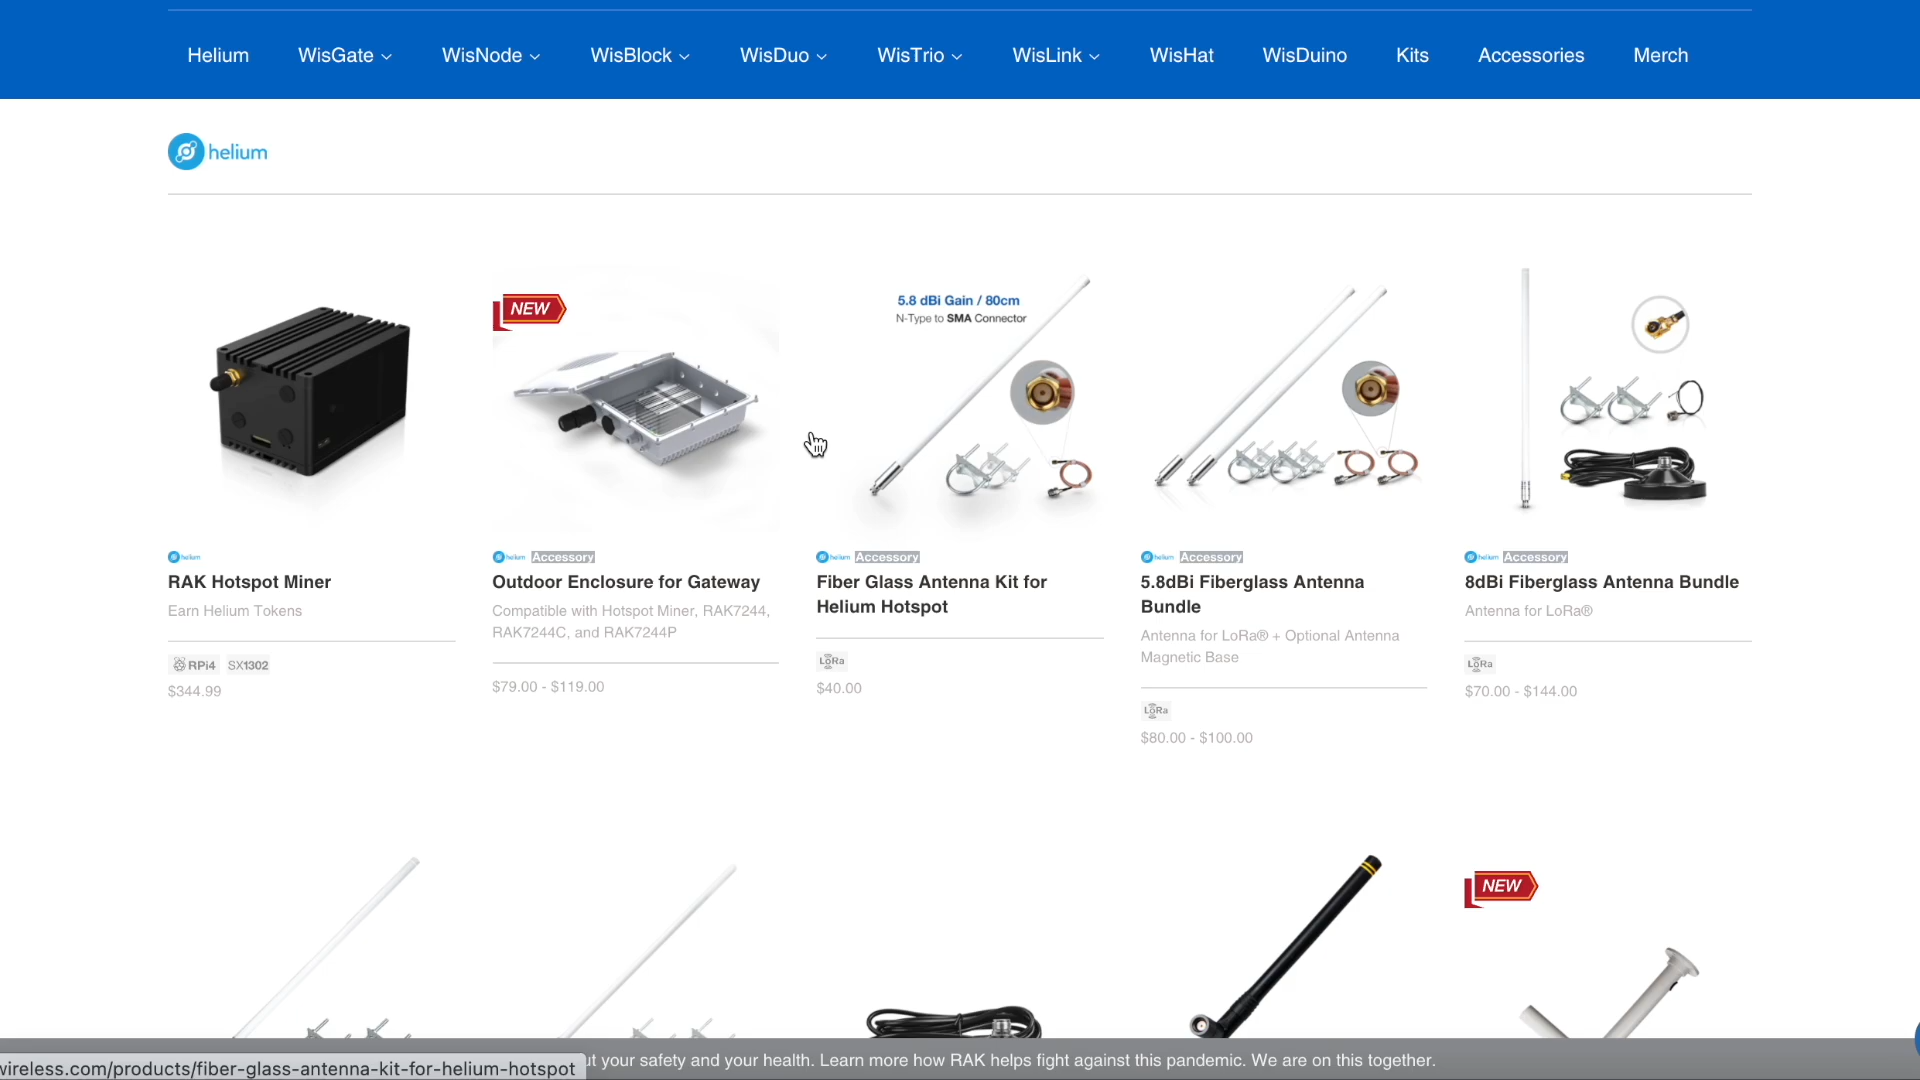 Helium WisGate WisNode WisBlock WisDuo WisTrio WisLink WisHat WisDuino Kits Accessories Merch
helium
NEW
5.8 dBi Gain / 80cm
N-Type to SMA Connector
helium
RAK Hotspot Miner
Earn Helium Tokens
RPi4 SX1302
$344.99
helium Accessory
Outdoor Enclosure for Gateway
Compatible with Hotspot Miner, RAK7244,
RAK7244C, and RAK7244P
$79.00 - $119.00
helium Accessory
Fiber Glass Antenna Kit for
Helium Hotspot
LoRa
$40.00
helium Accessory
5.8dBi Fiberglass Antenna
Bundle
Antenna for LoRa® + Optional Antenna
Magnetic Base
LoRa
$80.00 - $100.00
helium Accessory
8dBi Fiberglass Antenna Bundle
Antenna for LoRa®
LoRa
$70.00 - $144.00
NEW
your safety and your health. Learn more how RAK helps fight against this pandemic. We are on this together.
wireless.com/products/fiber-glass-antenna-kit-for-helium-hotspot